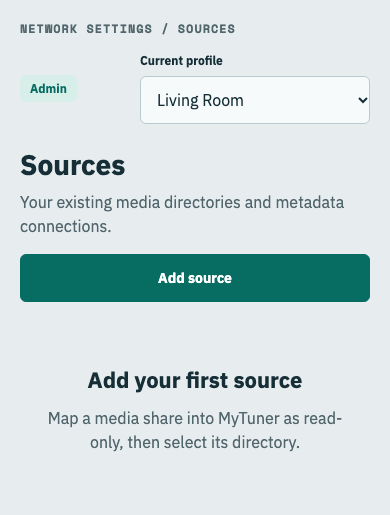 NETWORK SETTINGS / SOURCES
Current profile
Admin
Living Room
Sources
Your existing media directories and metadata
connections.
Add source
Add your first source
Map a media share into MyTuner as read-
only, then select its directory.